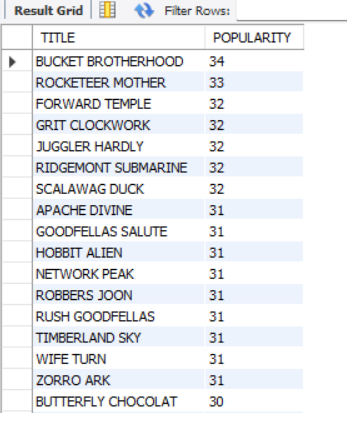 Result Grid Filter Rows:
TITLE POPULARITY
BUCKET BROTHERHOOD 34
ROCKETEER MOTHER 33
FORWARD TEMPLE 32
GRIT CLOCKWORK 32
JUGGLER HARDLY 32
RIDGEMONT SUBMARINE 32
SCALAWAG DUCK 32
APACHE DIVINE 31
GOODFELLAS SALUTE 31
HOBBIT ALIEN 31
NETWORK PEAK 31
ROBBERS JOON 31
RUSH GOODFELLAS 31
TIMBERLAND SKY 31
WIFE TURN 31
ZORRO ARK 31
BUTTERFLY CHOCOLAT 30